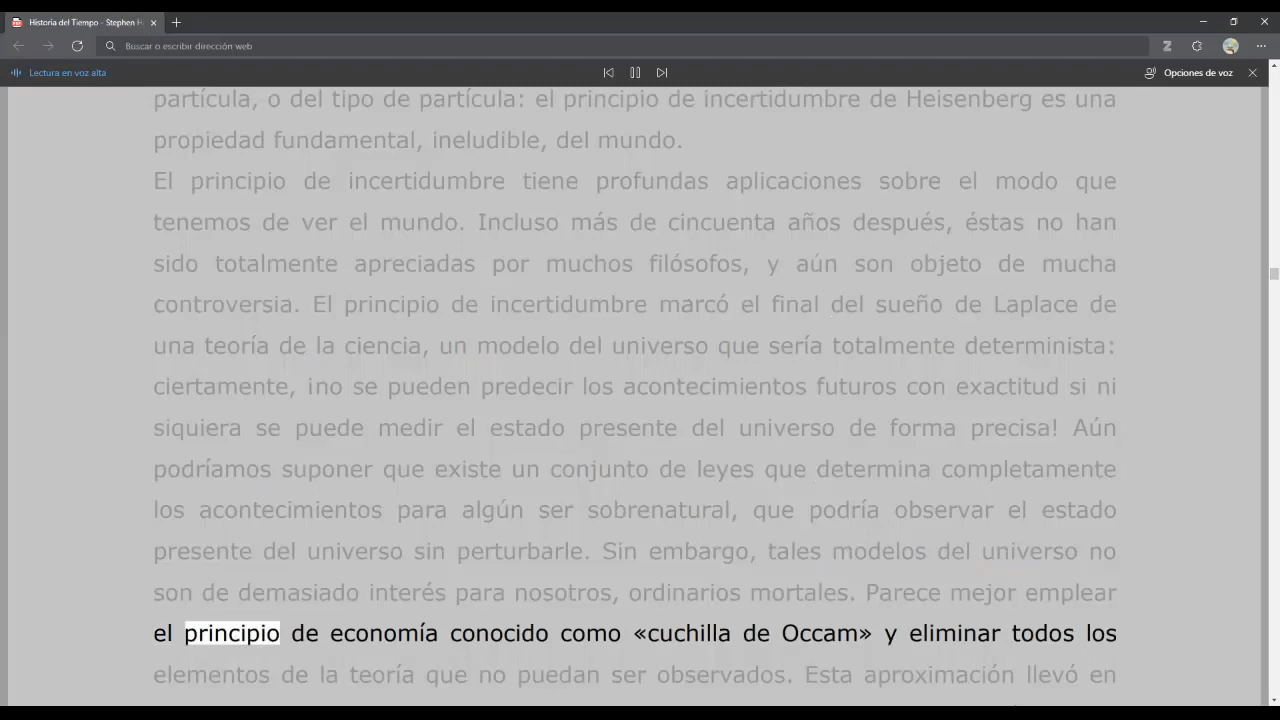 Historia del Tiempo - Stephen H
Buscar o escribir dirección web
Lectura en voz alta
Opciones de voz
partícula, o del tipo de partícula: el principio de incertidumbre de Heisenberg es una
propiedad fundamental, ineludible, del mundo.
El principio de incertidumbre tiene profundas aplicaciones sobre el modo que
tenemos de ver el mundo. Incluso más de cincuenta años después, éstas no han
sido totalmente apreciadas por muchos filósofos, y aún son objeto de mucha
controversia. El principio de incertidumbre marcó el final del sueño de Laplace de
una teoría de la ciencia, un modelo del universo que sería totalmente determinista:
ciertamente, ¡no se pueden predecir los acontecimientos futuros con exactitud si ni
siquiera se puede medir el estado presente del universo de forma precisa! Aún
podríamos suponer que existe un conjunto de leyes que determina completamente
los acontecimientos para algún ser sobrenatural, que podría observar el estado
presente del universo sin perturbarle. Sin embargo, tales modelos del universo no
son de demasiado interés para nosotros, ordinarios mortales. Parece mejor emplear
el principio de economía conocido como «cuchilla de Occam» y eliminar todos los
elementos de la teoría que no puedan ser observados. Esta aproximación llevó en